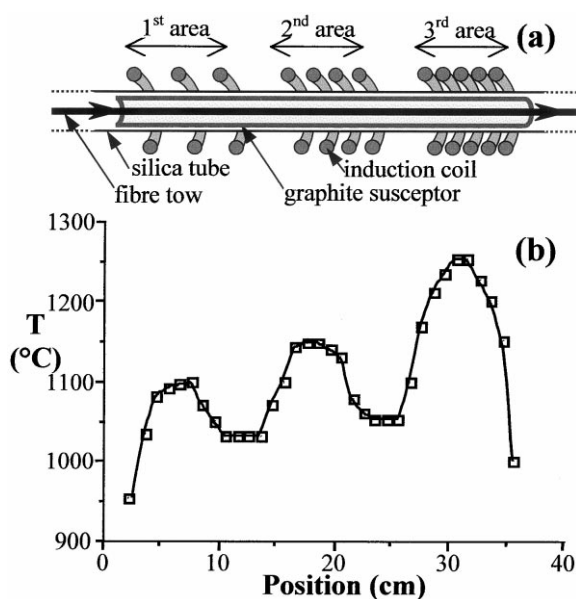 1st area 2nd area 3rd area
(a)
silica tube
fibre tow
induction coil
graphite susceptor
(b)
T
(°C)
1300
1200
1100
1000
900
0 10 20 30 40
Position (cm)